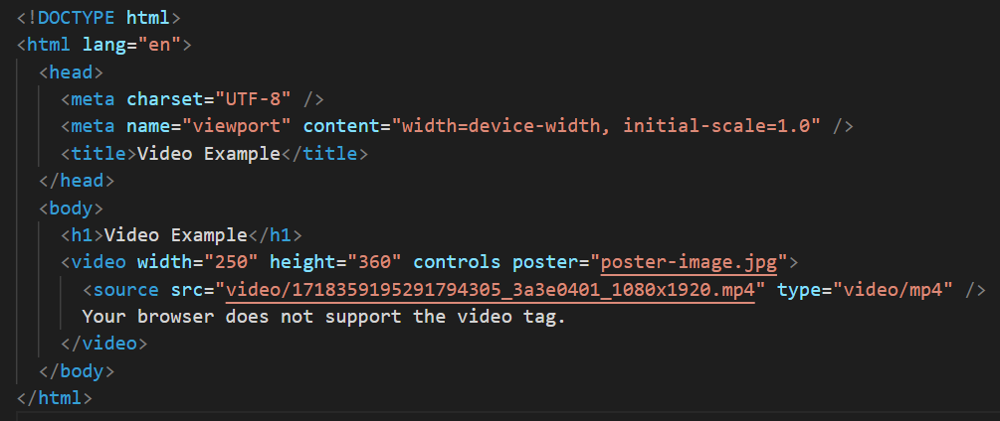 <!DOCTYPE html>
<html lang="en">
<head>
<meta charset="UTF-8" />
<meta name="viewport" content="width=device-width, initial-scale=1.0" />
<title>Video Example</title>
</head>
<body>
<h1>Video Example</h1>
<video width="250" height="360" controls poster="poster-image.jpg">
<source src="video/1718359195291794305_3a3e0401_1080x1920.mp4" type="video/mp4" />
Your browser does not support the video tag.
</video>
</body>
</html>